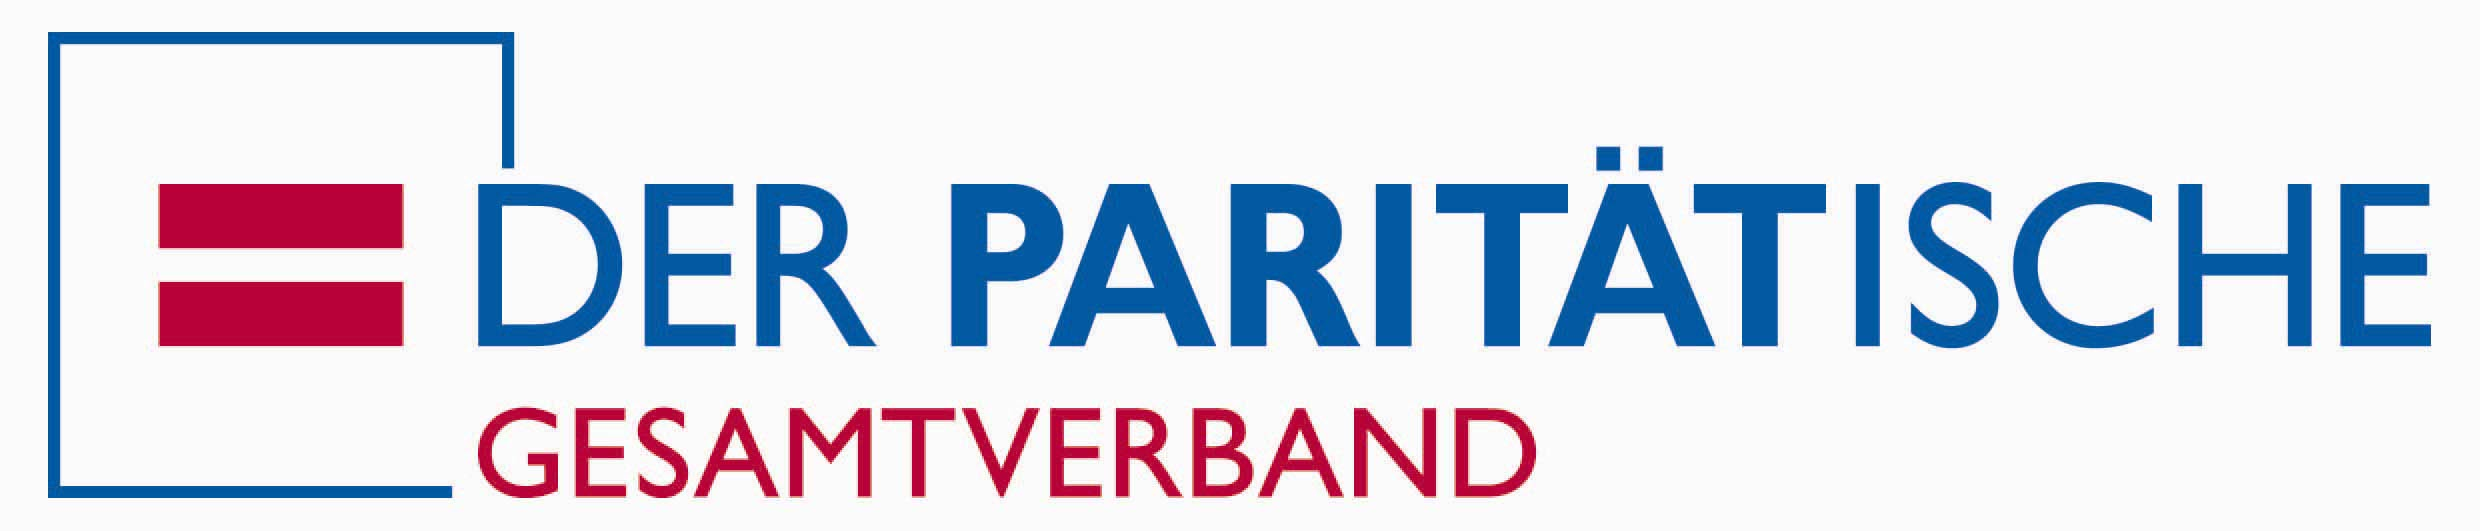 DER PARITÄTISCHE
GESAMTVERBAND